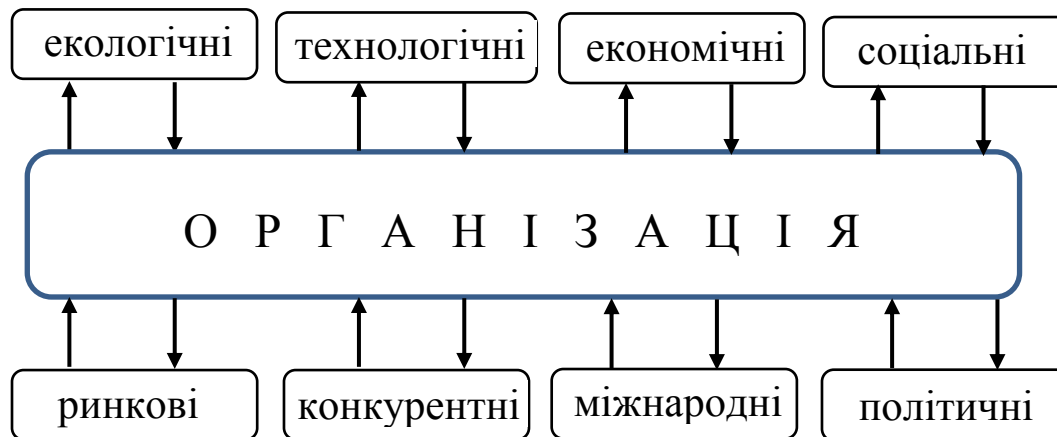 екологічні технологічні економічні соціальні
О Р Г А Н І З А Ц І Я
ринкові конкурентні міжнародні політичні